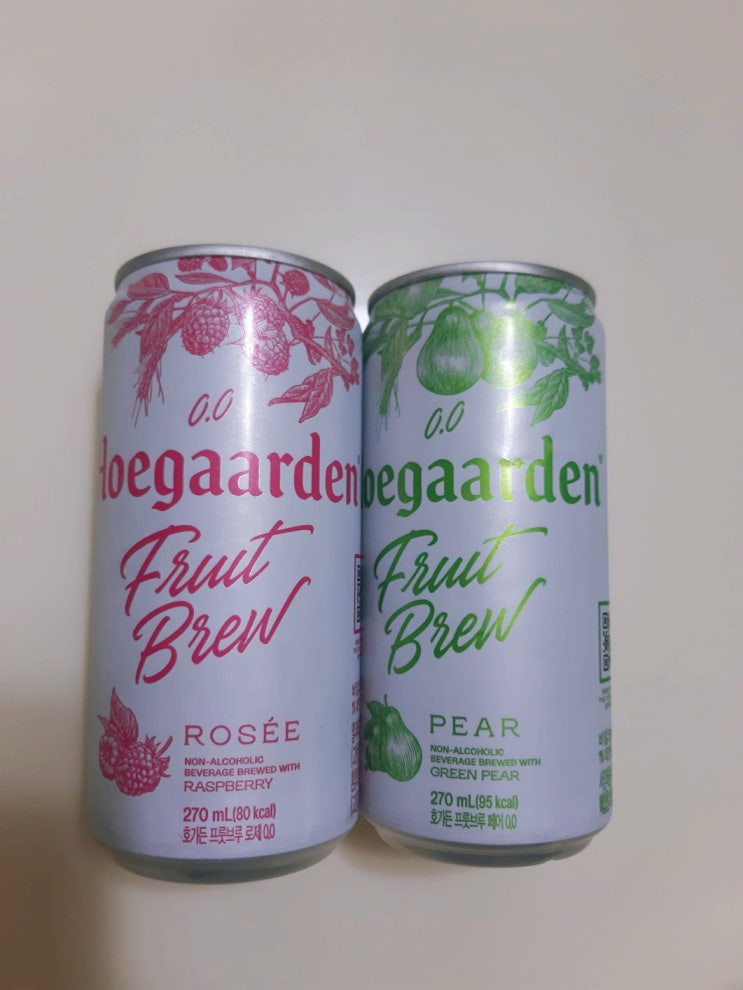 0.0
Hoegaarden
Fruit
Brew
ROSÉE
NON-ALCOHOLIC
BEVERAGE BREWED WITH
RASPBERRY
270 mL(80 kcal)
호가든 프룻브루 로제 0.0
0.0
oegaarden
Fruit
Brew
PEAR
NON-ALCOHOLIC
BEVERAGE BREWED WITH
GREEN PEAR
270 mL(95 kcal)
호가든 프룻브루 페어 0.0